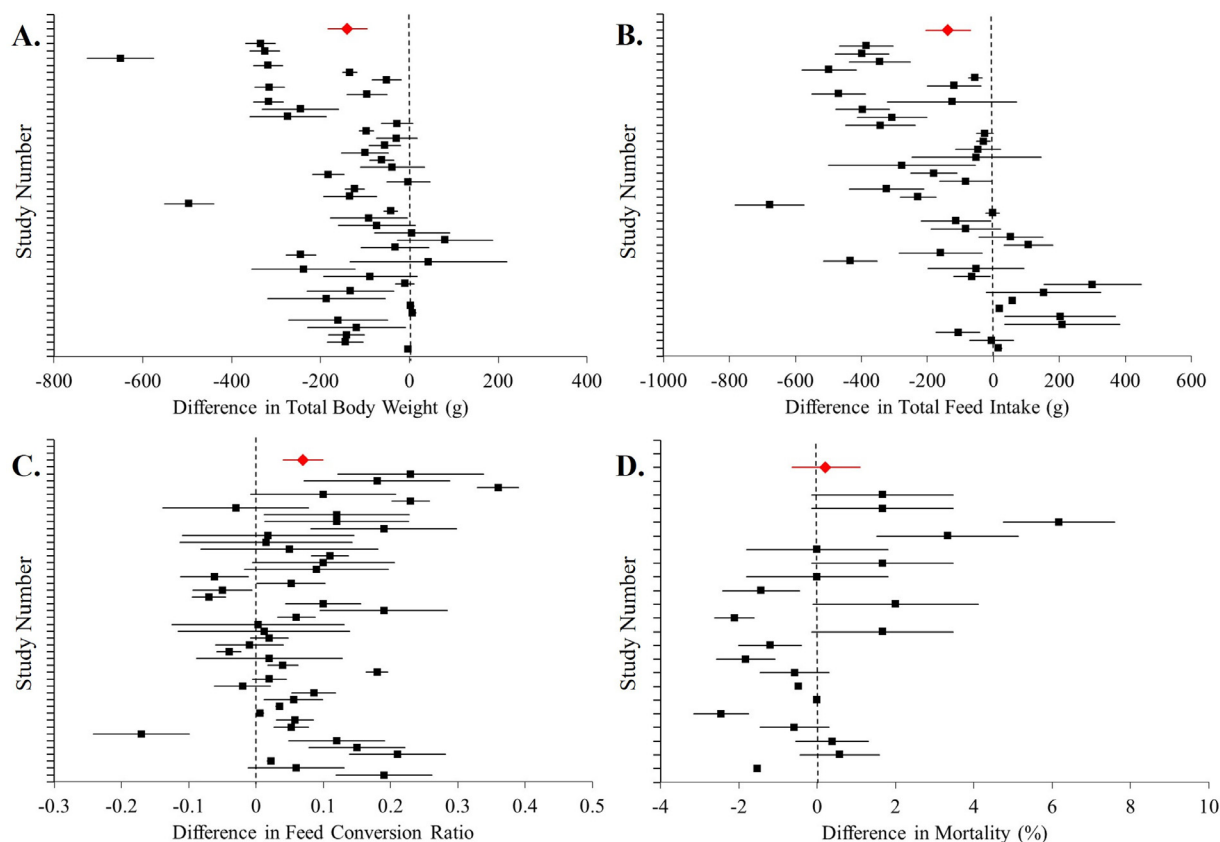 A.
Study Number
-800 -600 -400 -200 0 200 400
Difference in Total Body Weight (g)
B.
Study Number
-1000 -800 -600 -400 -200 0 200 400 600
Difference in Total Feed Intake (g)
C.
Study Number
-0.3 -0.2 -0.1 0 0.1 0.2 0.3 0.4 0.5
Difference in Feed Conversion Ratio
D.
Study Number
-4 -2 0 2 4 6 8 10
Difference in Mortality (%)